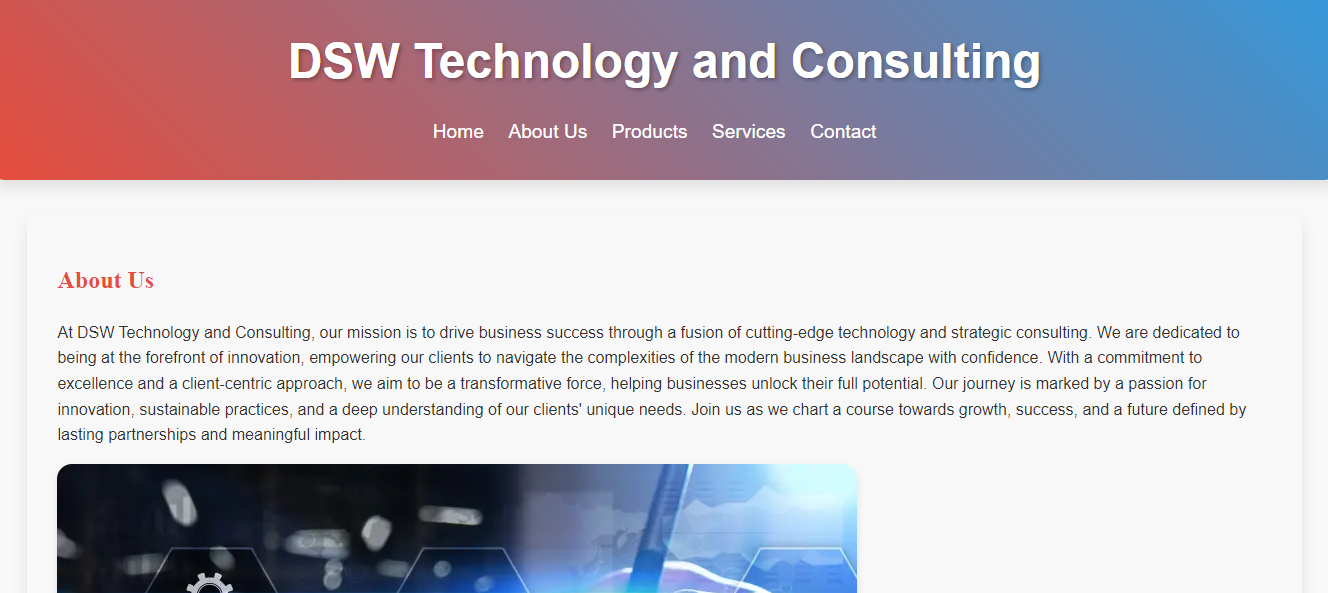 DSW Technology and Consulting
Home About Us Products Services Contact
About Us
At DSW Technology and Consulting, our mission is to drive business success through a fusion of cutting-edge technology and strategic consulting. We are dedicated to
being at the forefront of innovation, empowering our clients to navigate the complexities of the modern business landscape with confidence. With a commitment to
excellence and a client-centric approach, we aim to be a transformative force, helping businesses unlock their full potential. Our journey is marked by a passion for
innovation, sustainable practices, and a deep understanding of our clients' unique needs. Join us as we chart a course towards growth, success, and a future defined by
lasting partnerships and meaningful impact.